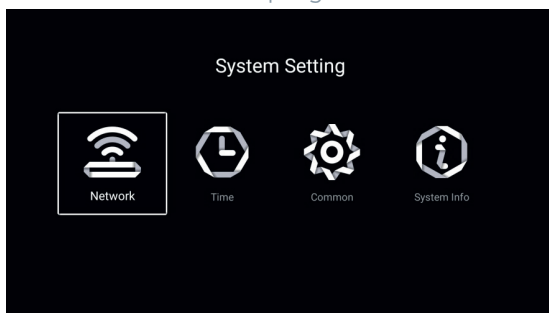 System Setting
Network
Time
Common
System Info